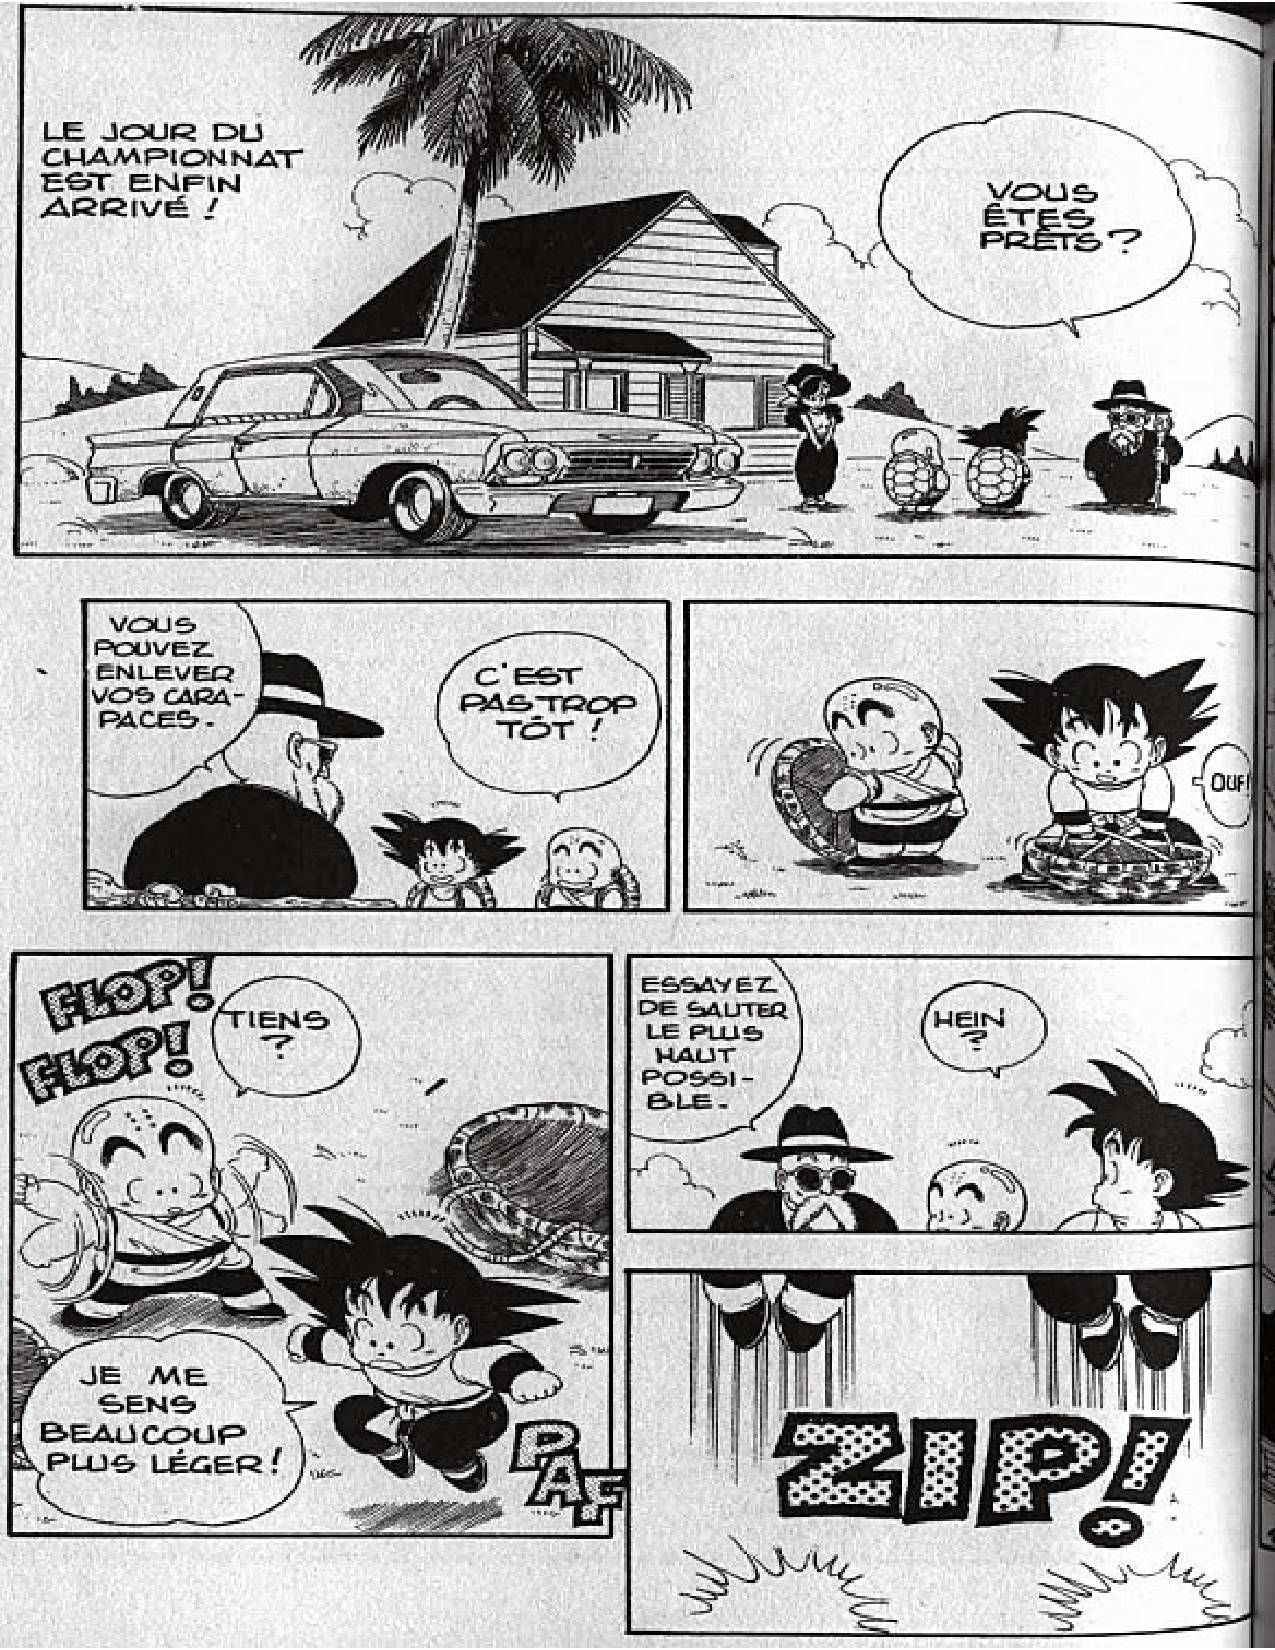 LE JOUR DU
CHAMPIONNAT
EST ENFIN
ARRIVÉ !
VOUS
ÊTES
PRÊTS ?
VOUS
POUVEZ
ENLEVER
VOS CARA-
PACES.
C'EST
PAS TROP
TÔT !
OUF!
FLOP!
FLOP!
TIENS
?
JE ME
SENS
BEAUCOUP
PLUS LÉGER !
PAF
ESSAYEZ
DE SAUTER
LE PLUS
HAUT
POSSI-
BLE.
HEIN
?
ZIP!